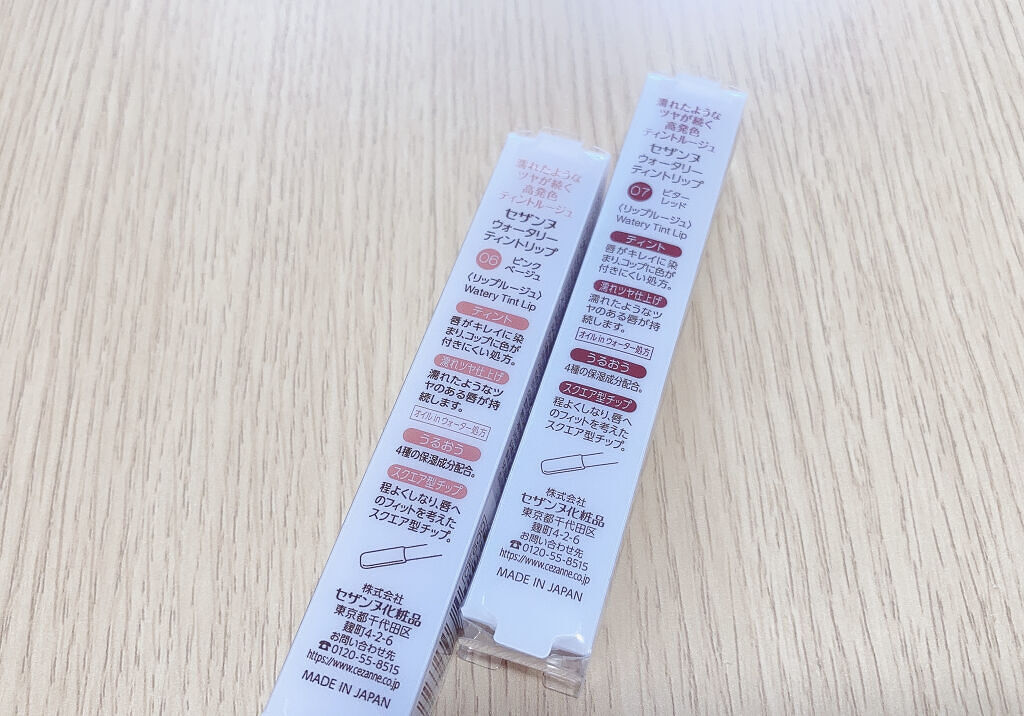 濡れたような
ツヤが続く
高発色
ティントルージュ
セザンヌ
ウォータリー
ティントリップ
06 ピンク
ベージュ
〈リップルージュ〉
Watery Tint Lip
ティント
唇がキレイに染
まり、コップに色が
付きにくい処方。
濡れツヤ仕上げ
濡れたようなツ
ヤのある唇が持
続します。
オイル in ウォーター処方
うるおう
4種の保湿成分配合。
スクエア型チップ
程よくしなり、唇へ
のフィットを考えた
スクエア型チップ。
株式会社
セザンヌ化粧品
東京都千代田区
麹町4-2-6
お問い合わせ先
☎0120-55-8515
https://www.cezanne.co.jp
MADE IN JAPAN
濡れたような
ツヤが続く
高発色
ティントルージュ
セザンヌ
ウォータリー
ティントリップ
07 ビター
レッド
〈リップルージュ〉
Watery Tint Lip
ティント
唇がキレイに染
まり、コップに色が
付きにくい処方。
濡れツヤ仕上げ
濡れたようなツ
ヤのある唇が持
続します。
オイル in ウォーター処方
うるおう
4種の保湿成分配合。
スクエア型チップ
程よくしなり、唇へ
のフィットを考えた
スクエア型チップ。
株式会社
セザンヌ化粧品
東京都千代田区
麹町4-2-6
お問い合わせ先
☎0120-55-8515
https://www.cezanne.co.jp
MADE IN JAPAN